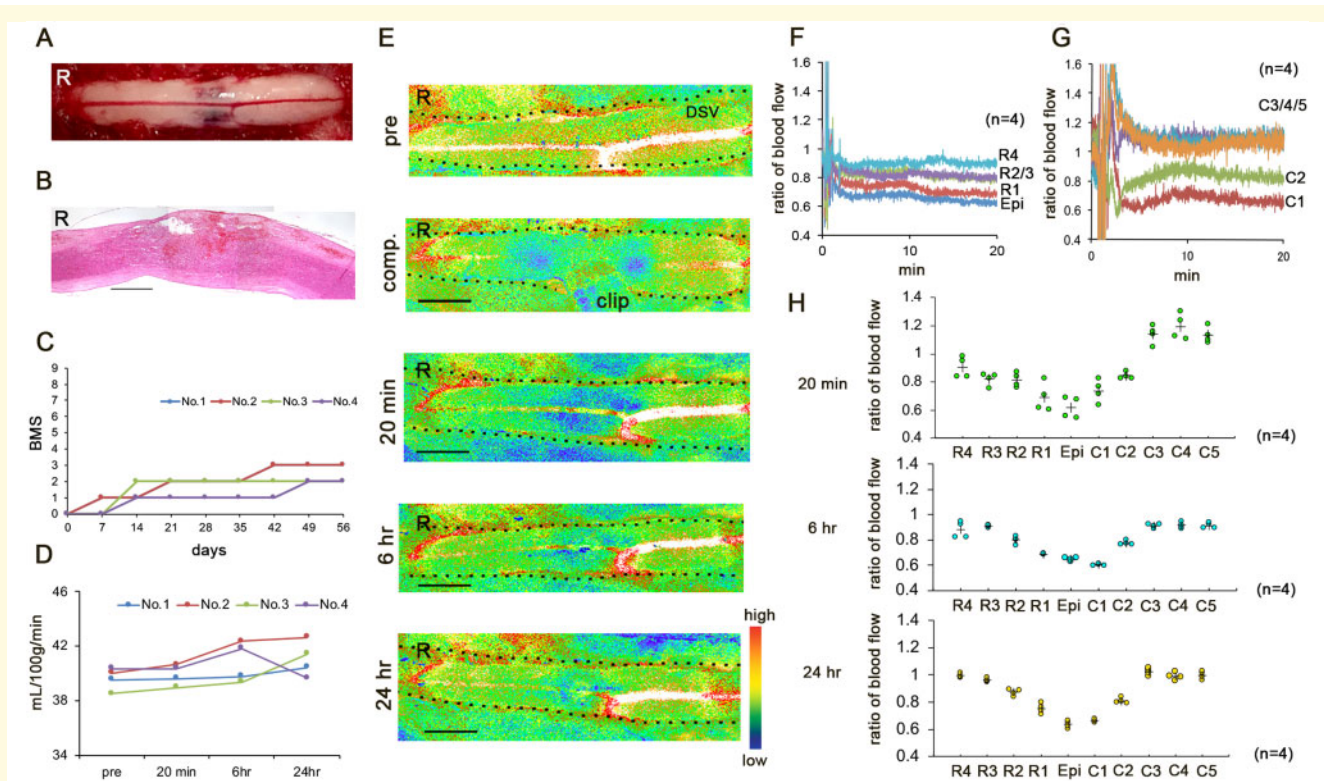 A
R
B
R
C
BMS
9
8
7
6
5
4
3
2
1
0
No.1 No.2 No.3 No.4
0 7 14 21 28 35 42 49 56
days
D
mL/100g/min
46
42
38
34
No.1 No.2 No.3 No.4
pre 20 min 6hr 24hr
E
pre
R
DSV
comp.
R
clip
20 min
R
6 hr
R
24 hr
R
high
low
F
ratio of blood flow
1.6
1.4
1.2
1
0.8
0.6
0.4
(n=4)
R4
R2/3
R1
Epi
0 10 20
min
G
ratio of blood flow
1.6
1.4
1.2
1
0.8
0.6
0.4
(n=4)
C3/4/5
C2
C1
0 10 20
min
H
20 min
ratio of blood flow
1.4
1.2
1
0.8
0.6
0.4
R4 R3 R2 R1 Epi C1 C2 C3 C4 C5
(n=4)
6 hr
ratio of blood flow
1.4
1.2
1
0.8
0.6
0.4
R4 R3 R2 R1 Epi C1 C2 C3 C4 C5
(n=4)
24 hr
ratio of blood flow
1.4
1.2
1
0.8
0.6
0.4
R4 R3 R2 R1 Epi C1 C2 C3 C4 C5
(n=4)